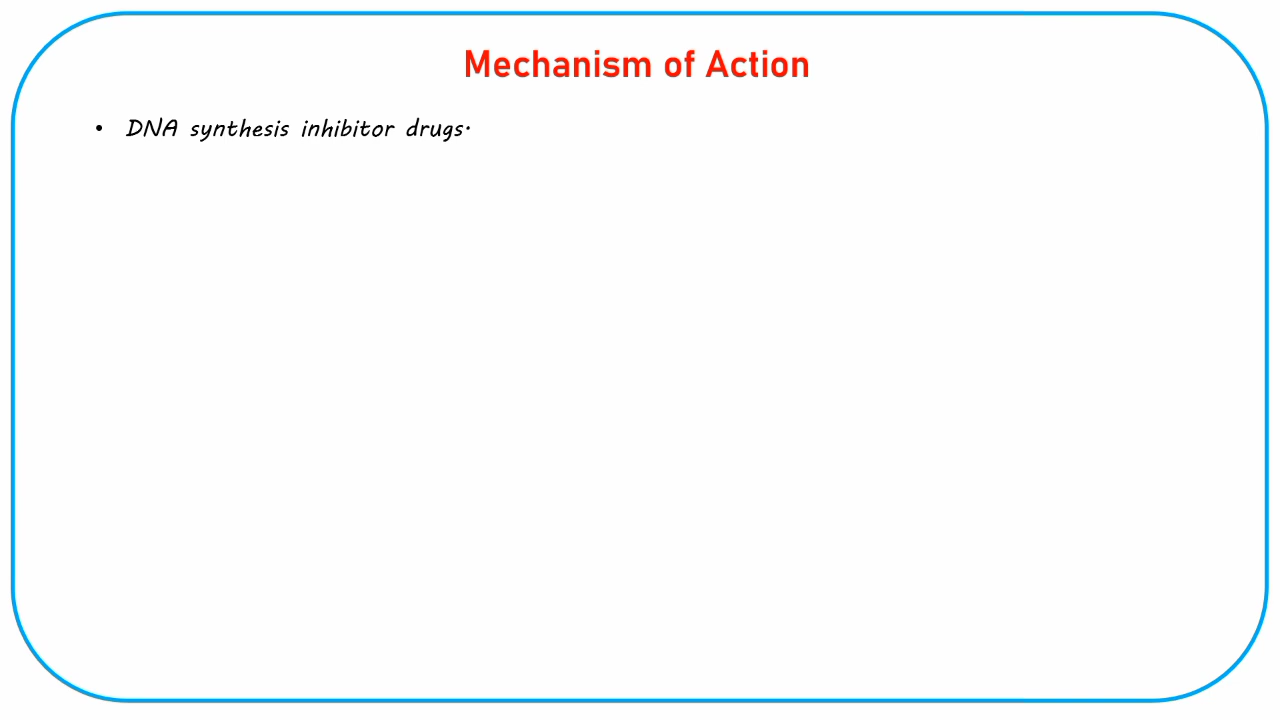 Mechanism of Action
• DNA synthesis inhibitor drugs.